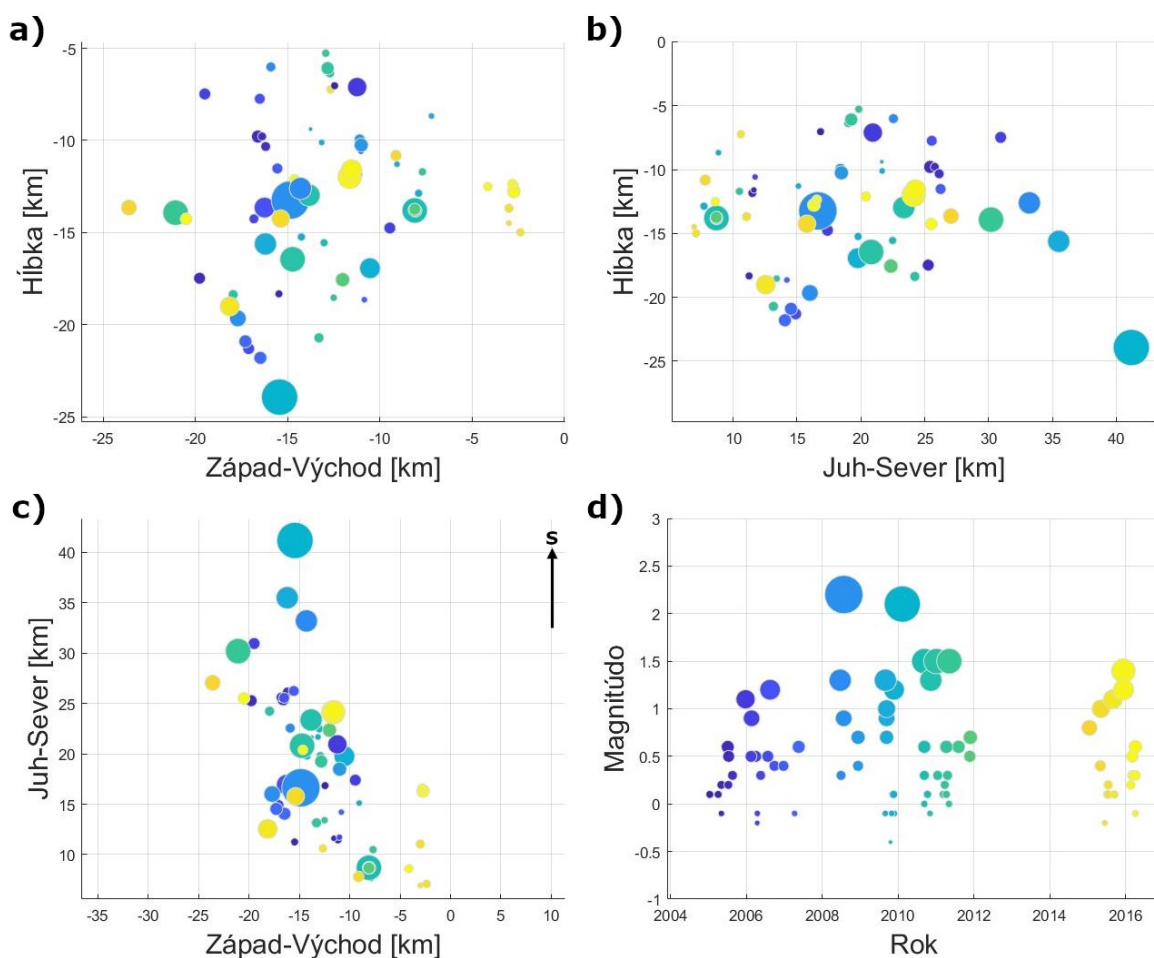 a)
-5
-10
-15
-20
-25
Hĺbka [km]
-25 -20 -15 -10 -5 0
Západ-Východ [km]
b)
0
-5
-10
-15
-20
-25
Hĺbka [km]
10 15 20 25 30 35 40
Juh-Sever [km]
c)
S
40
35
30
25
20
15
10
Juh-Sever [km]
-35 -30 -25 -20 -15 -10 -5 0 5 10
Západ-Východ [km]
d)
3
2.5
2
1.5
1
0.5
0
-0.5
-1
Magnitúdo
2004 2006 2008 2010 2012 2014 2016
Rok